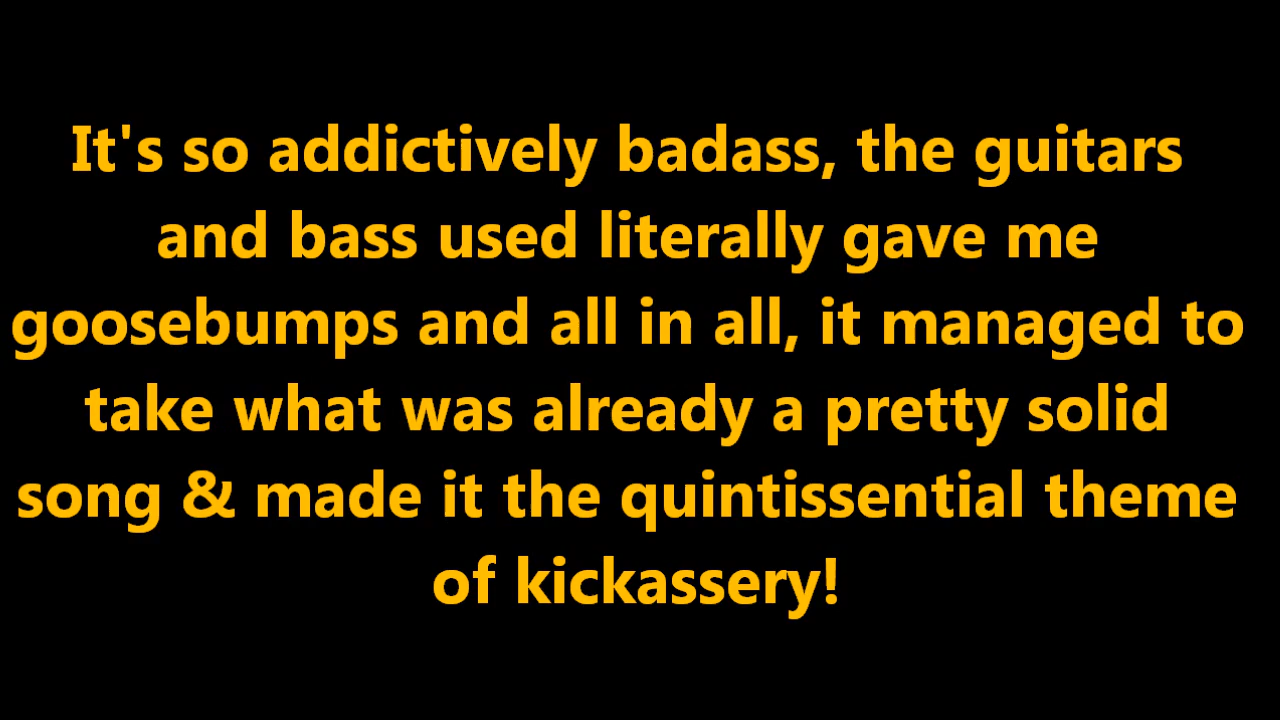 It's so addictively badass, the guitars
and bass used literally gave me
goosebumps and all in all, it managed to
take what was already a pretty solid
song & made it the quintissential theme
of kickassery!